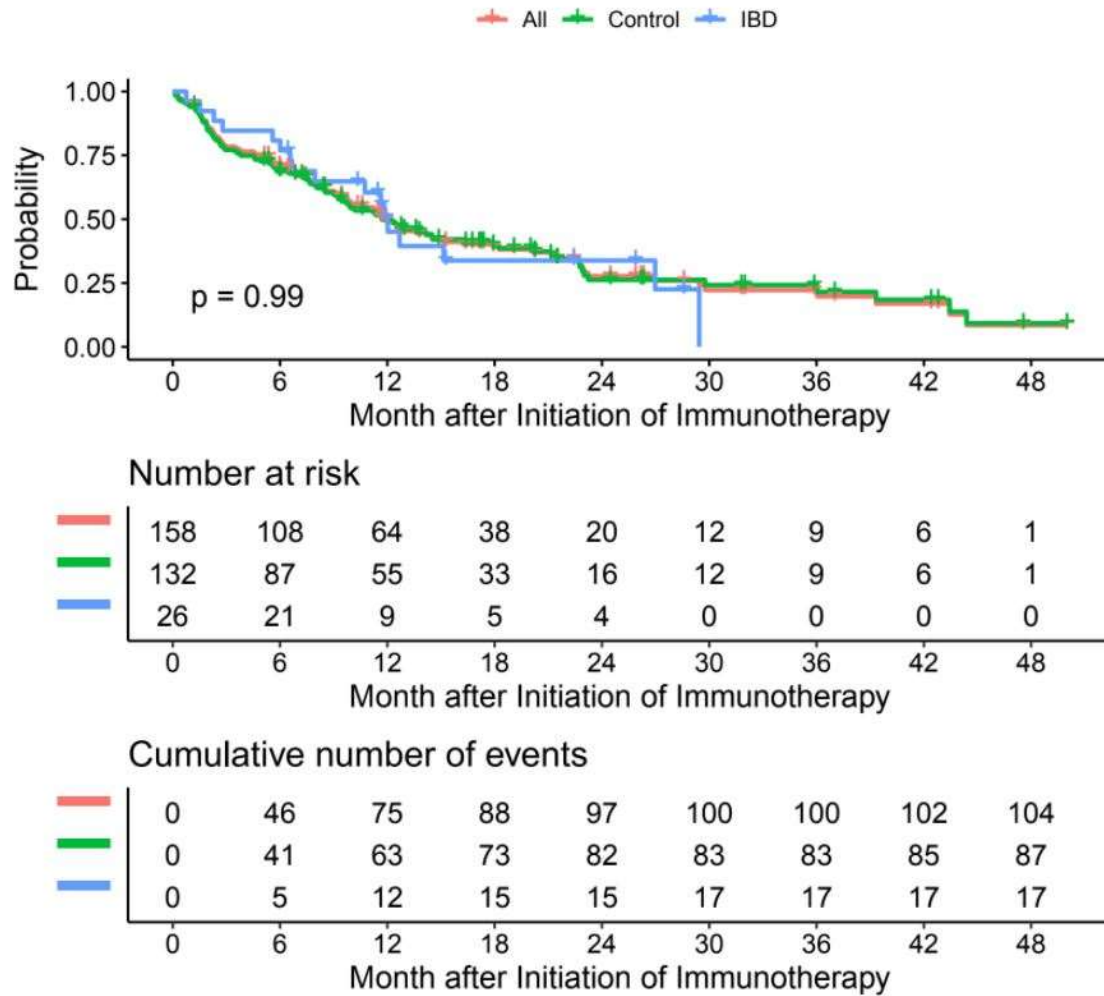 All Control IBD
1.00
0.75
0.50
0.25
0.00
Probability
p = 0.99
0 6 12 18 24 30 36 42 48
Month after Initiation of Immunotherapy
Number at risk
158 108 64 38 20 12 9 6 1
132 87 55 33 16 12 9 6 1
26 21 9 5 4 0 0 0 0
0 6 12 18 24 30 36 42 48
Month after Initiation of Immunotherapy
Cumulative number of events
0 46 75 88 97 100 100 102 104
0 41 63 73 82 83 83 85 87
0 5 12 15 15 17 17 17 17
0 6 12 18 24 30 36 42 48
Month after Initiation of Immunotherapy